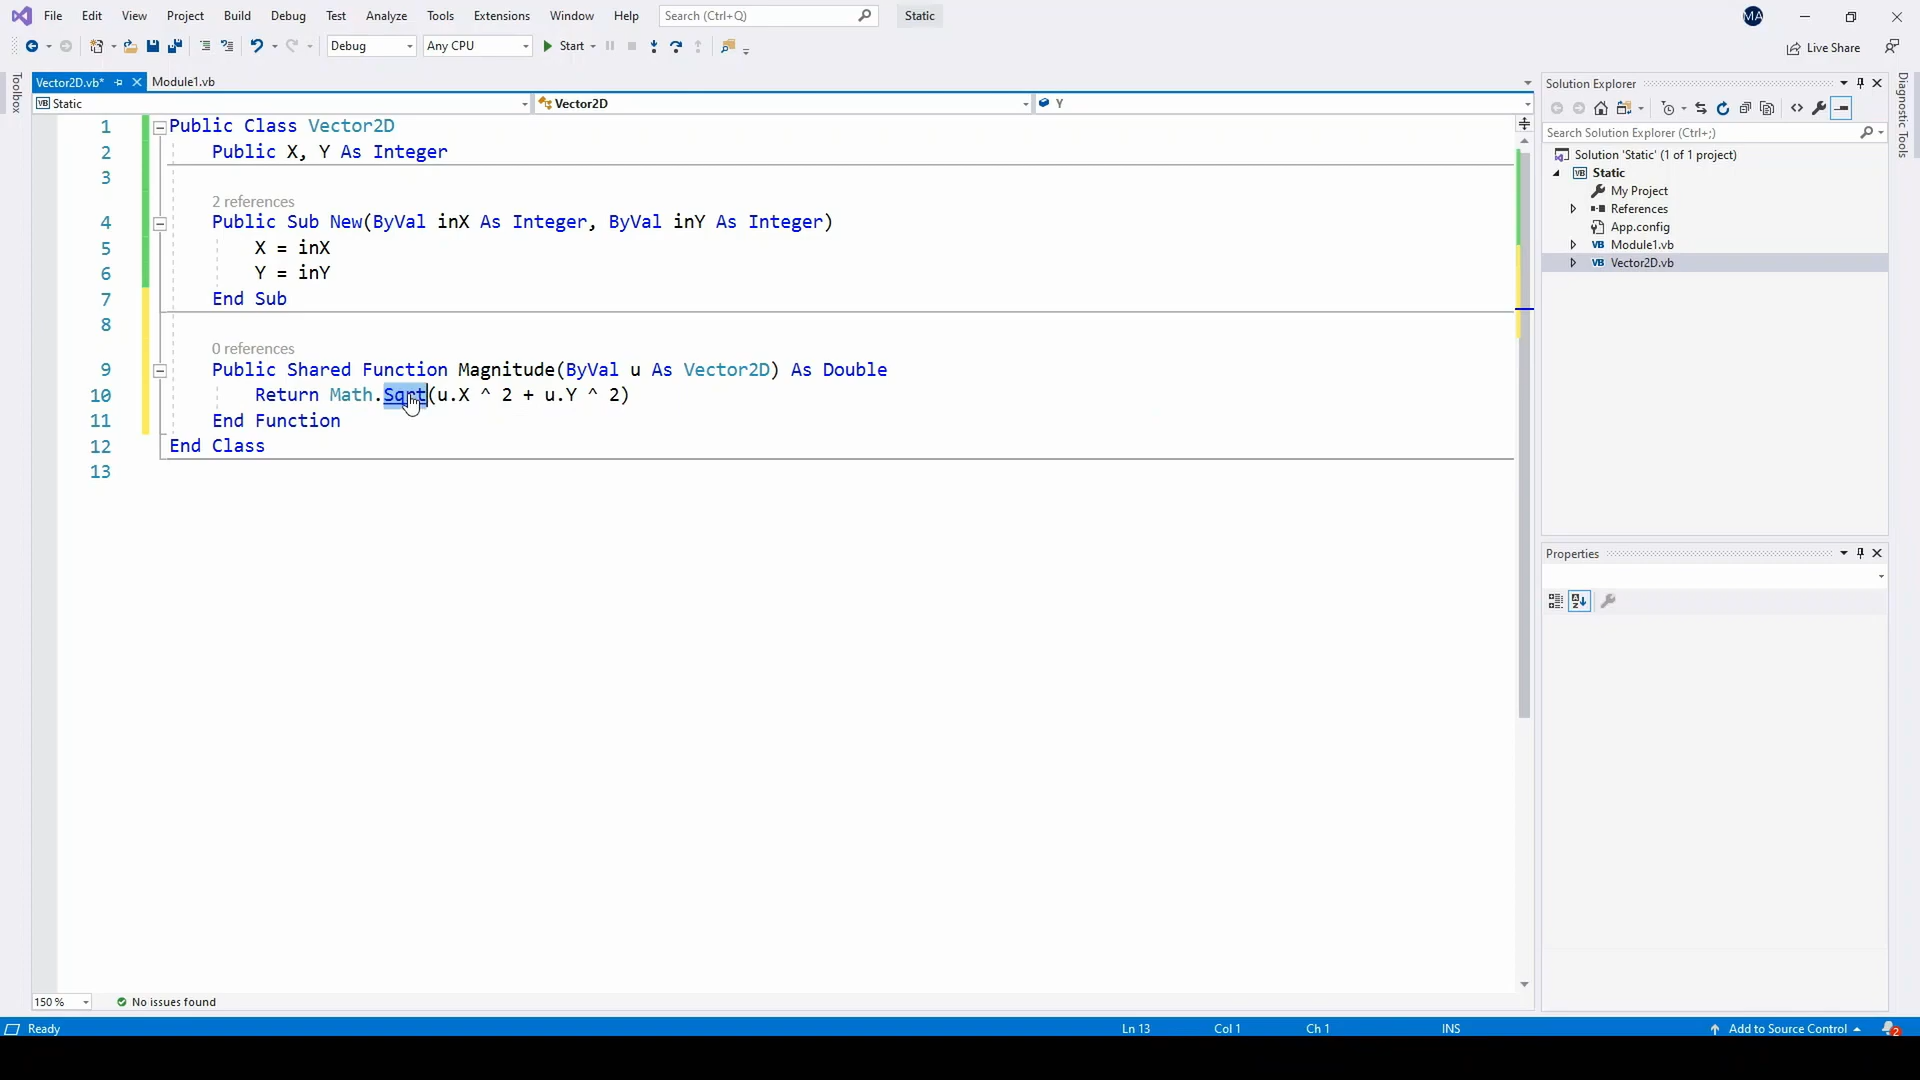 File Edit View Project Build Debug Test Analyze Tools Extensions Window Help Search (Ctrl+Q) Static MA
Debug Any CPU Start Live Share
Toolbox
Vector2D.vb* Module1.vb
VB Static Vector2D Y
1 Public Class Vector2D
2 Public X, Y As Integer
3
2 references
4 Public Sub New(ByVal inX As Integer, ByVal inY As Integer)
5 X = inX
6 Y = inY
7 End Sub
8
0 references
9 Public Shared Function Magnitude(ByVal u As Vector2D) As Double
10 Return Math.Sqrt(u.X ^ 2 + u.Y ^ 2)
11 End Function
12 End Class
13
150 % No issues found
Solution Explorer
Search Solution Explorer (Ctrl+;)
Solution 'Static' (1 of 1 project)
VB Static
My Project
References
App.config
VB Module1.vb
VB Vector2D.vb
Properties
Diagnostic Tools
Ready Ln 13 Col 1 Ch 1 INS Add to Source Control 2